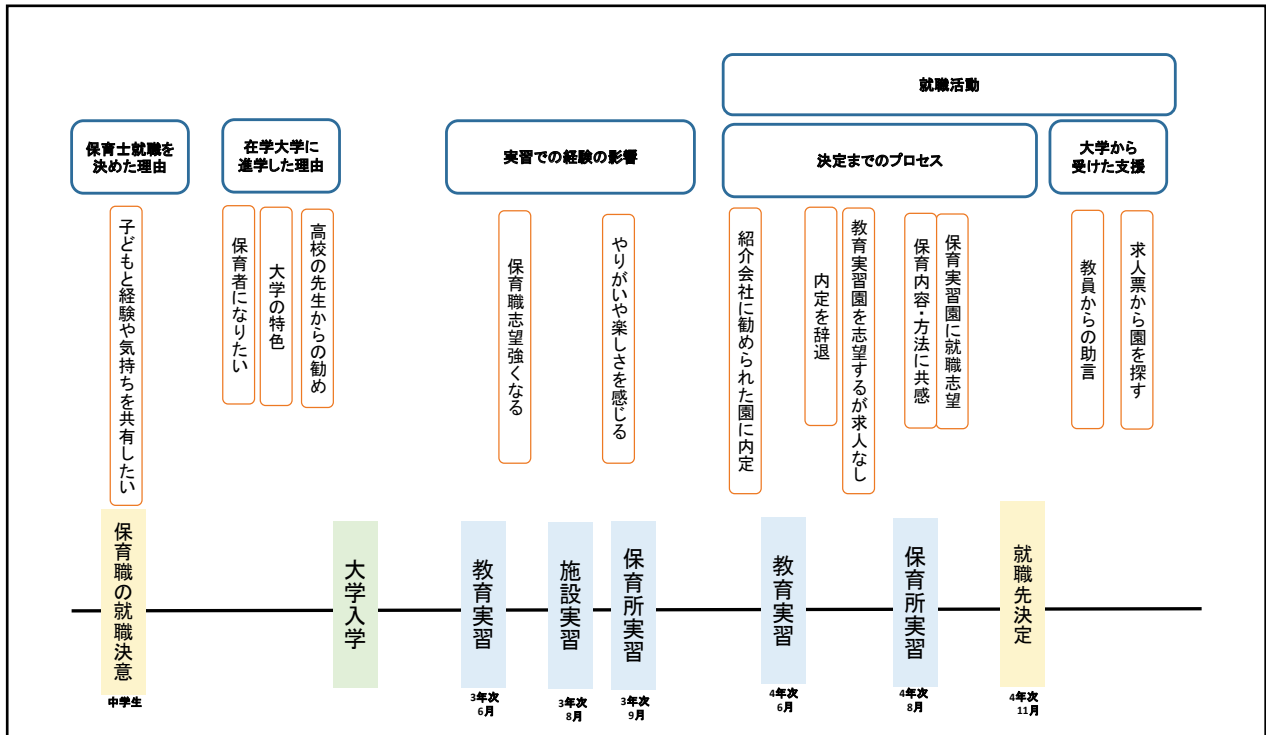 就職活動
保育士就職を
決めた理由
在学大学に
進学した理由
実習での経験の影響
決定までのプロセス
大学から
受けた支援
子どもと経験や気持ちを共有したい
保育者になりたい
大学の特色
高校の先生からの勧め
保育職志望強くなる
やりがいや楽しさを感じる
紹介会社に勧められた園に内定
内定を辞退
教育実習園を志望するが求人なし
保育内容・方法に共感
保育実習園に就職志望
教員からの助言
求人票から園を探す
保育職の就職決意
大学入学
教育実習
施設実習
保育所実習
教育実習
保育所実習
就職先決定
中学生
3年次
6月
3年次
8月
3年次
9月
4年次
6月
4年次
8月
4年次
11月